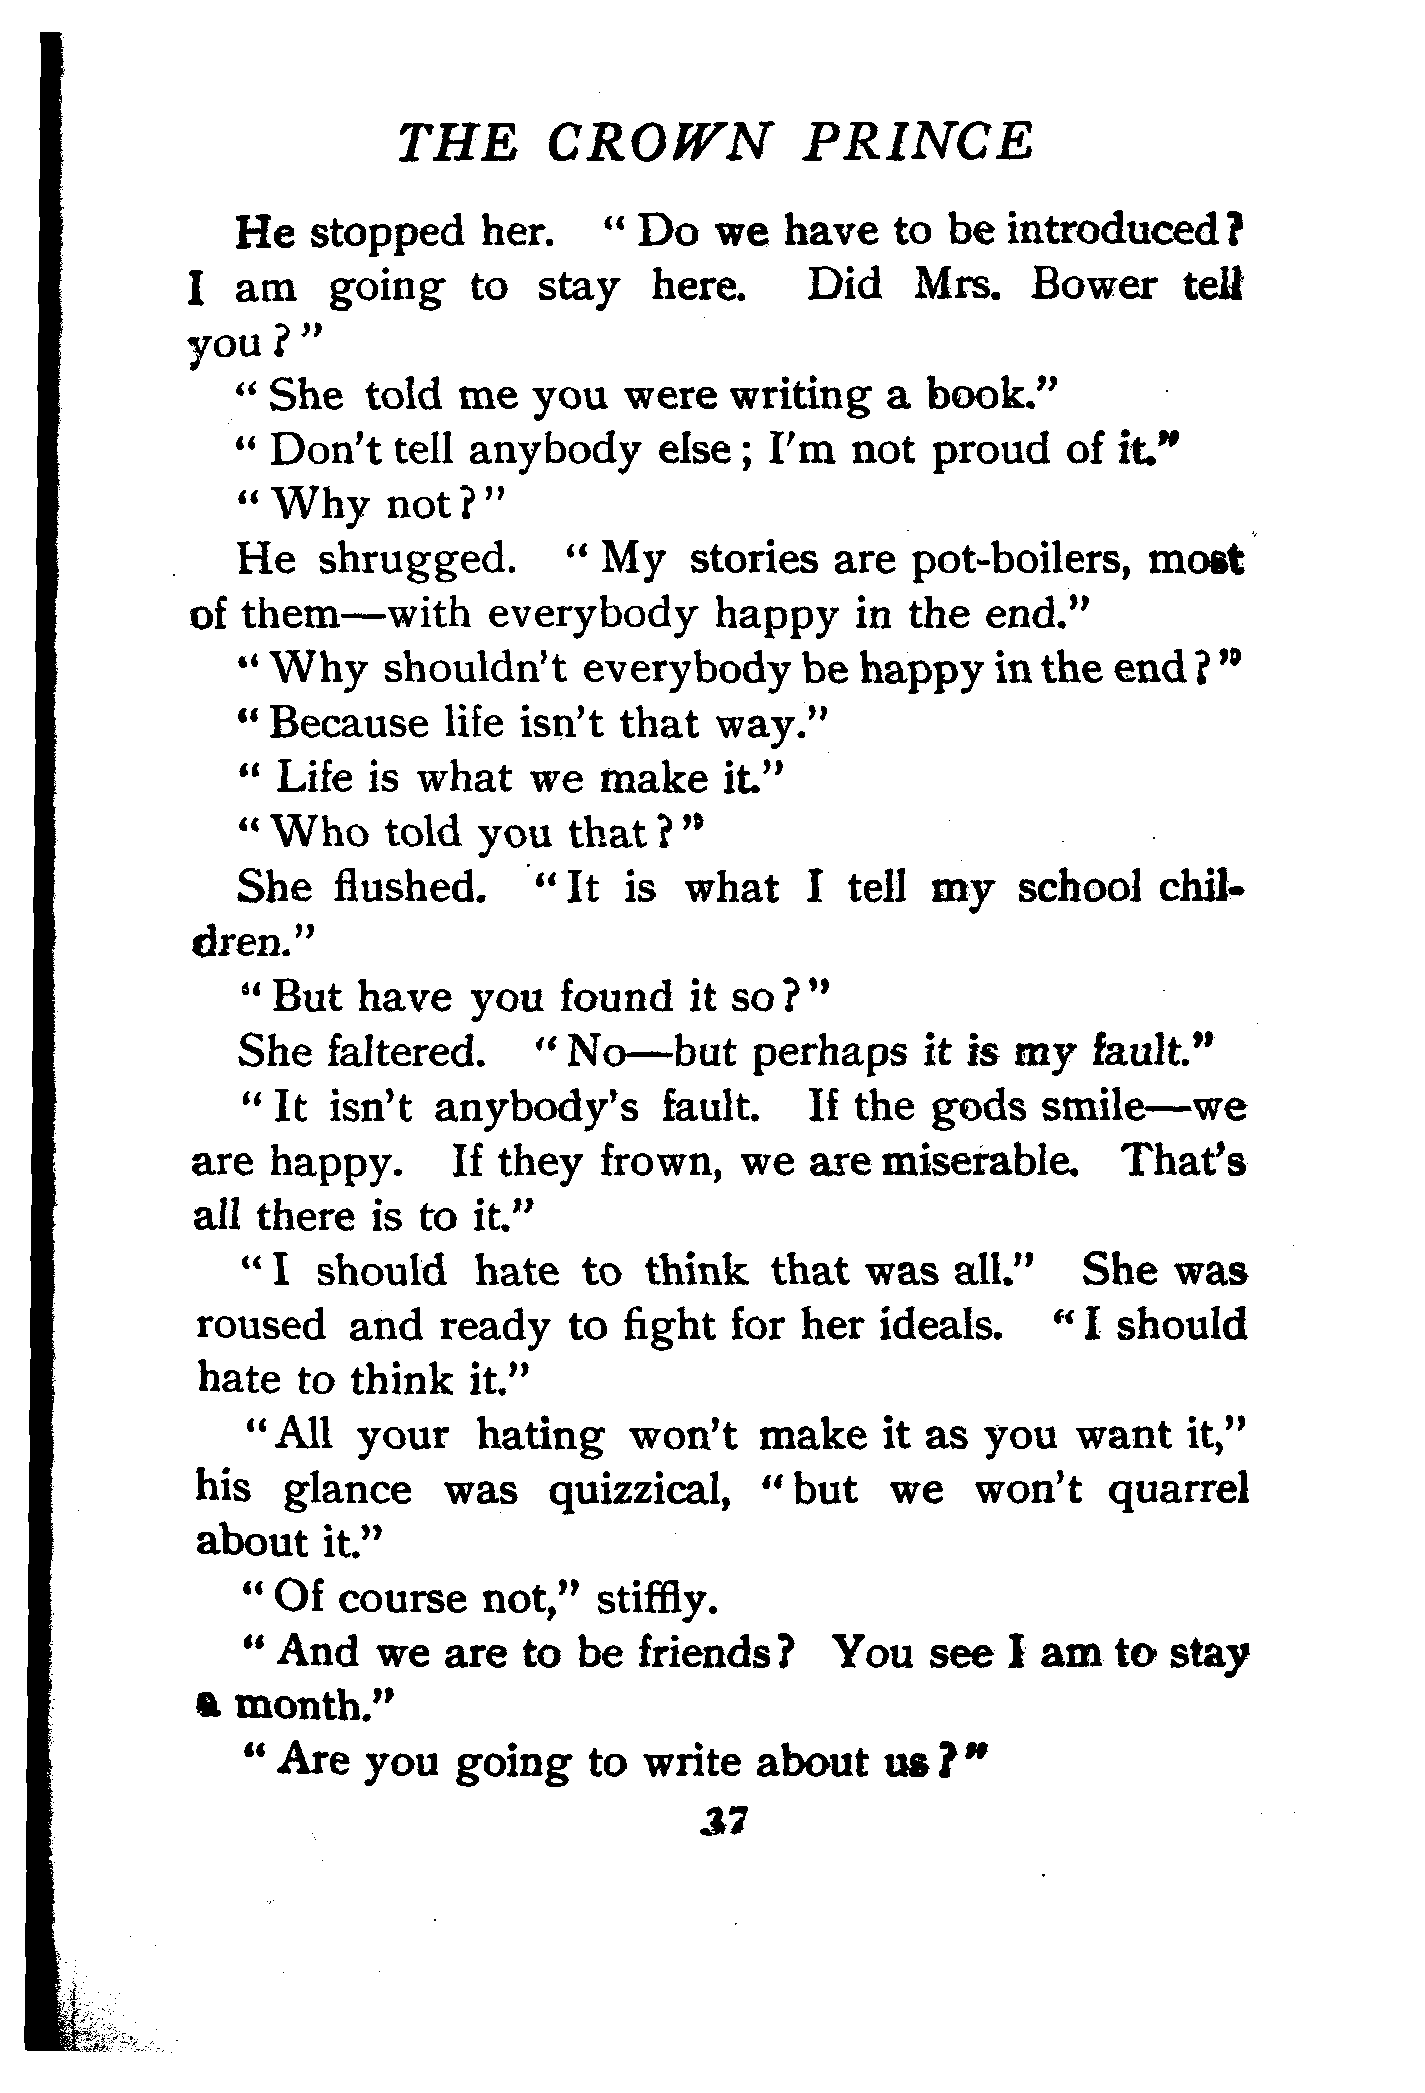 THE CROWN PRINCE
He stopped her. “Do we have to be introduced?
I am going to stay here. Did Mrs. Bower tell
you?”
“She told me you were writing a book.”
“Don't tell anybody else; I'm not proud of it.”
“Why not?”
He shrugged. “My stories are pot-boilers, most
of them—with everybody happy in the end.”
“Why shouldn't everybody be happy in the end?”
“Because life isn't that way.”
“Life is what we make it.”
“Who told you that?”
She flushed. “It is what I tell my school chil-
dren.”
“But have you found it so?”
She faltered. “No—but perhaps it is my fault.”
“It isn't anybody's fault. If the gods smile—we
are happy. If they frown, we are miserable. That's
all there is to it.”
“I should hate to think that was all.” She was
roused and ready to fight for her ideals. “I should
hate to think it.”
“All your hating won't make it as you want it,”
his glance was quizzical, “but we won't quarrel
about it.”
“Of course not,” stiffly.
“And we are to be friends? You see I am to stay
a month.”
“Are you going to write about us?”
37